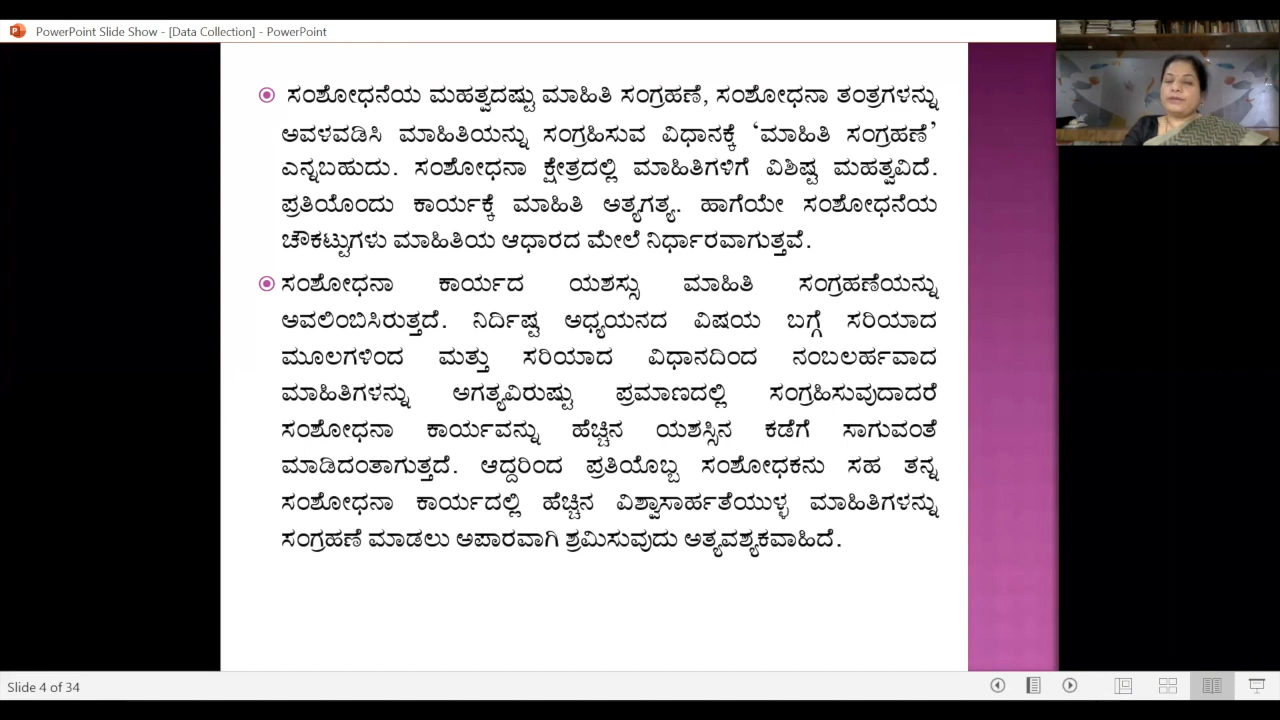 PowerPoint Slide Show - [Data Collection] - PowerPoint
ಸಂಶೋಧನೆಯ ಮಹತ್ವದಷ್ಟು ಮಾಹಿತಿ ಸಂಗ್ರಹಣೆ, ಸಂಶೋಧನಾ ತಂತ್ರಗಳನ್ನು
ಅವಳವಡಿಸಿ ಮಾಹಿತಿಯನ್ನು ಸಂಗ್ರಹಿಸುವ ವಿಧಾನಕ್ಕೆ ‘ಮಾಹಿತಿ ಸಂಗ್ರಹಣೆ’
ಎನ್ನಬಹುದು. ಸಂಶೋಧನಾ ಕ್ಷೇತ್ರದಲ್ಲಿ ಮಾಹಿತಿಗಳಿಗೆ ವಿಶಿಷ್ಟ ಮಹತ್ವವಿದೆ.
ಪ್ರತಿಯೊಂದು ಕಾರ್ಯಕ್ಕೆ ಮಾಹಿತಿ ಅತ್ಯಗತ್ಯ. ಹಾಗೆಯೇ ಸಂಶೋಧನೆಯ
ಚೌಕಟ್ಟುಗಳು ಮಾಹಿತಿಯ ಆಧಾರದ ಮೇಲೆ ನಿರ್ಧಾರವಾಗುತ್ತವೆ.
ಸಂಶೋಧನಾ ಕಾರ್ಯದ ಯಶಸ್ಸು ಮಾಹಿತಿ ಸಂಗ್ರಹಣೆಯನ್ನು
ಅವಲಿಂಬಿಸಿರುತ್ತದೆ. ನಿರ್ದಿಷ್ಟ ಅಧ್ಯಯನದ ವಿಷಯ ಬಗ್ಗೆ ಸರಿಯಾದ
ಮೂಲಗಳಿಂದ ಮತ್ತು ಸರಿಯಾದ ವಿಧಾನದಿಂದ ನಂಬಲರ್ಹವಾದ
ಮಾಹಿತಿಗಳನ್ನು ಅಗತ್ಯವಿರುಷ್ಟು ಪ್ರಮಾಣದಲ್ಲಿ ಸಂಗ್ರಹಿಸುವುದಾದರೆ
ಸಂಶೋಧನಾ ಕಾರ್ಯವನ್ನು ಹೆಚ್ಚಿನ ಯಶಸ್ಸಿನ ಕಡೆಗೆ ಸಾಗುವಂತೆ
ಮಾಡಿದಂತಾಗುತ್ತದೆ. ಆದ್ದರಿಂದ ಪ್ರತಿಯೊಬ್ಬ ಸಂಶೋಧಕನು ಸಹ ತನ್ನ
ಸಂಶೋಧನಾ ಕಾರ್ಯದಲ್ಲಿ ಹೆಚ್ಚಿನ ವಿಶ್ವಾಸಾರ್ಹತೆಯುಳ್ಳ ಮಾಹಿತಿಗಳನ್ನು
ಸಂಗ್ರಹಣೆ ಮಾಡಲು ಅಪಾರವಾಗಿ ಶ್ರಮಿಸುವುದು ಅತ್ಯವಶ್ಯಕವಾಹಿದೆ.
Slide 4 of 34